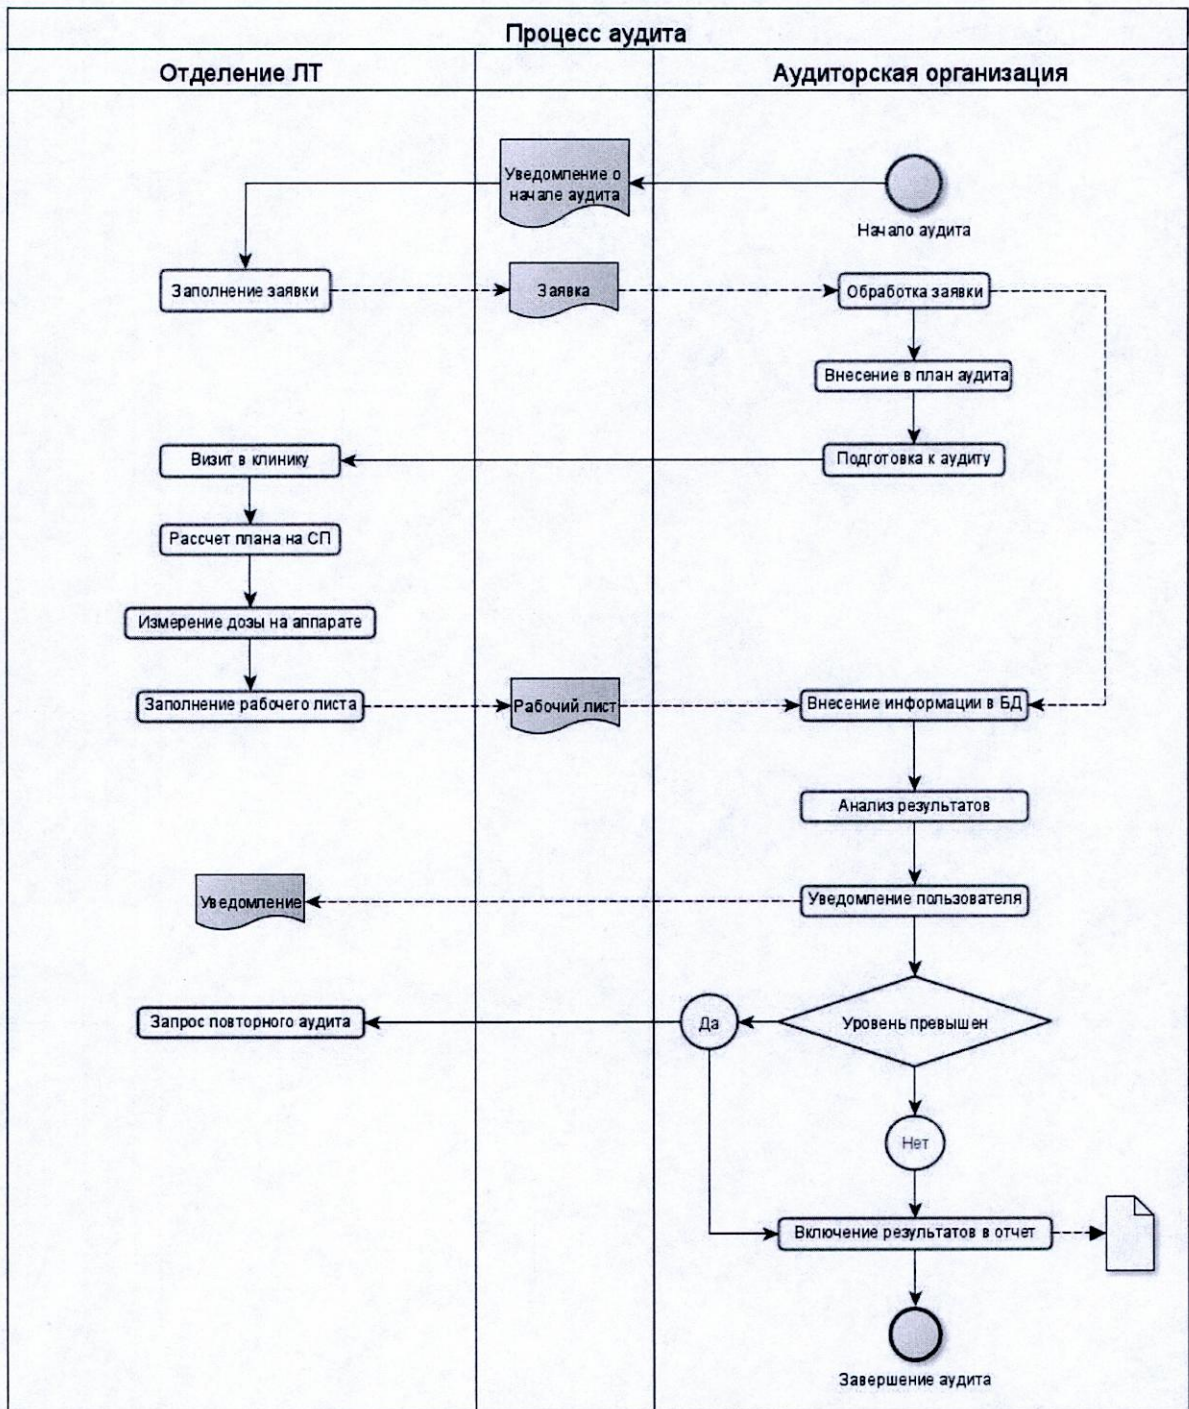 Процесс аудита
Отделение ЛТ
Аудиторская организация
Уведомление о
начале аудита
Начало аудита
Заполнение заявки
Заявка
Обработка заявки
Внесение в план аудита
Визит в клинику
Подготовка к аудиту
Рассчет плана на СП
Измерение дозы на аппарате
Заполнение рабочего листа
Рабочий лист
Внесение информации в БД
Анализ результатов
Уведомление
Уведомление пользователя
Запрос повторного аудита
Да
Уровень превышен
Нет
Включение результатов в отчет
Завершение аудита